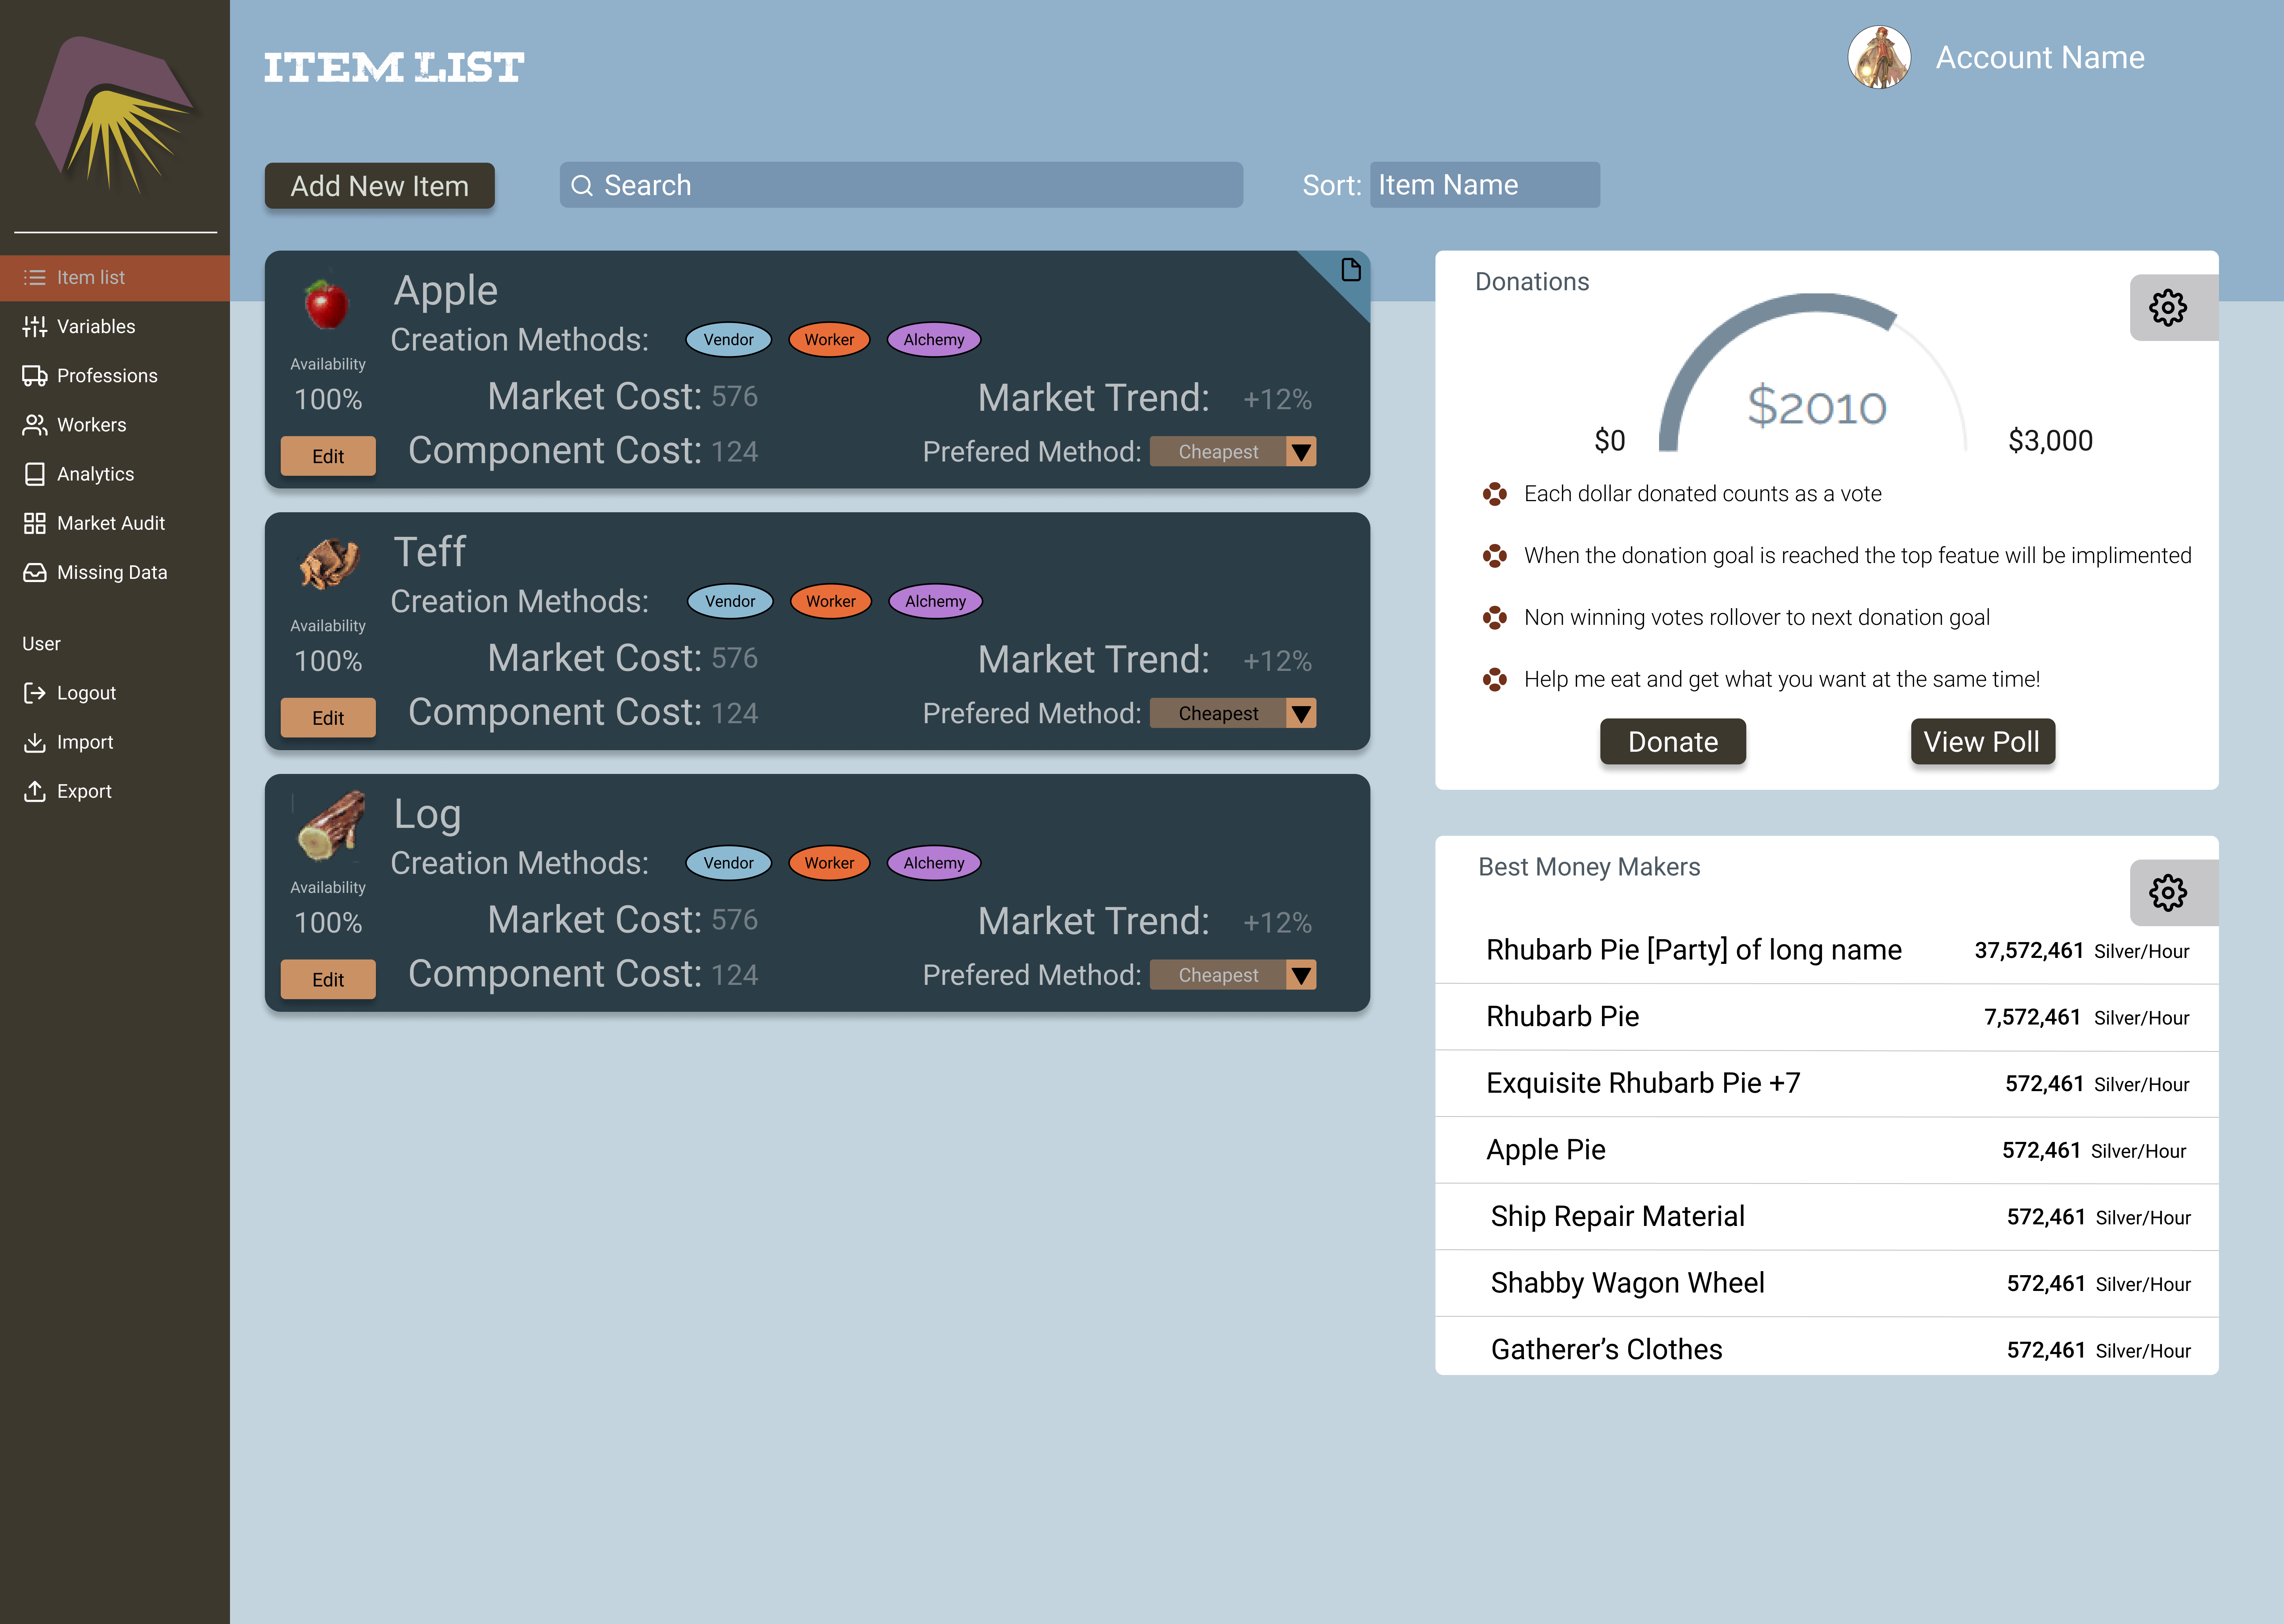 ITEM LIST
Account Name
Add New Item
Search
Sort: Item Name
Item list
Variables
Professions
Workers
Analytics
Market Audit
Missing Data
User
Logout
Import
Export
Apple
Creation Methods: Vendor Worker Alchemy
Availability
100%
Market Cost: 576
Market Trend: +12%
Edit
Component Cost: 124
Prefered Method: Cheapest
Teff
Creation Methods: Vendor Worker Alchemy
Availability
100%
Market Cost: 576
Market Trend: +12%
Edit
Component Cost: 124
Prefered Method: Cheapest
Log
Creation Methods: Vendor Worker Alchemy
Availability
100%
Market Cost: 576
Market Trend: +12%
Edit
Component Cost: 124
Prefered Method: Cheapest
Donations
$2010
$0
$3,000
Each dollar donated counts as a vote
When the donation goal is reached the top featue will be implimented
Non winning votes rollover to next donation goal
Help me eat and get what you want at the same time!
Donate
View Poll
Best Money Makers
Rhubarb Pie [Party] of long name 37,572,461 Silver/Hour
Rhubarb Pie 7,572,461 Silver/Hour
Exquisite Rhubarb Pie +7 572,461 Silver/Hour
Apple Pie 572,461 Silver/Hour
Ship Repair Material 572,461 Silver/Hour
Shabby Wagon Wheel 572,461 Silver/Hour
Gatherer’s Clothes 572,461 Silver/Hour